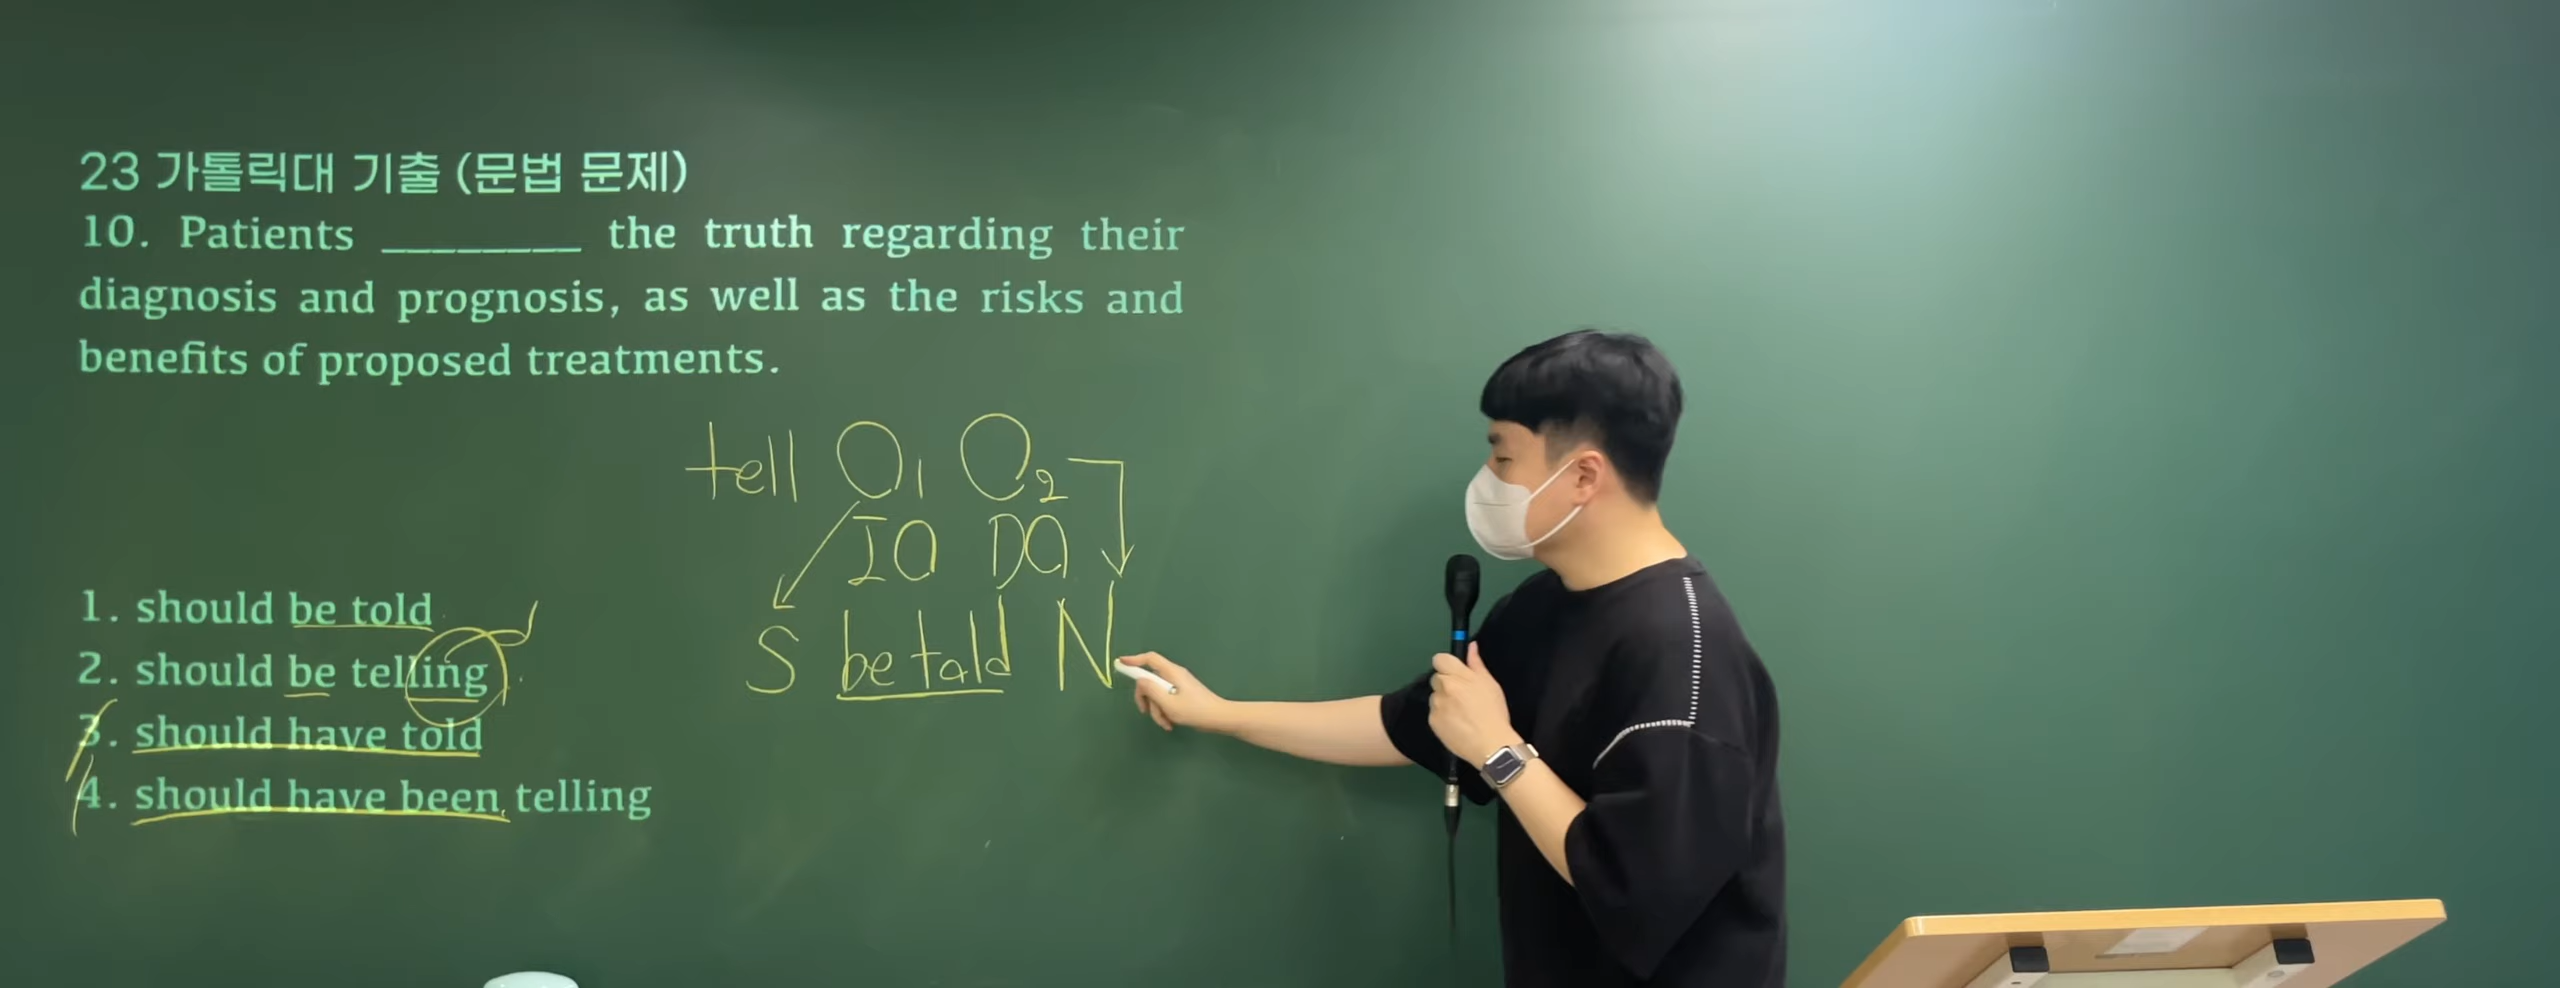 23 가톨릭대 기출 (문법 문제)
10. Patients ________ the truth regarding their
diagnosis and prognosis, as well as the risks and
benefits of proposed treatments.
tell O1 O2
IO DO
S be told N
1. should be told
2. should be telling
3. should have told
4. should have been telling